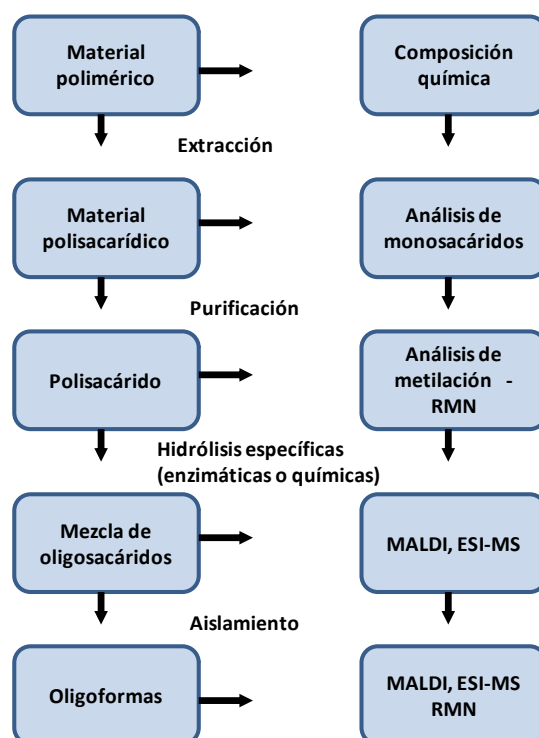 Material
polimérico
Composición
química
Extracción
Material
polisacarídico
Análisis de
monosacáridos
Purificación
Polisacárido
Análisis de
metilación -
RMN
Hidrólisis específicas
(enzimáticas o químicas)
Mezcla de
oligosacáridos
MALDI, ESI-MS
Aislamiento
Oligoformas
MALDI, ESI-MS
RMN